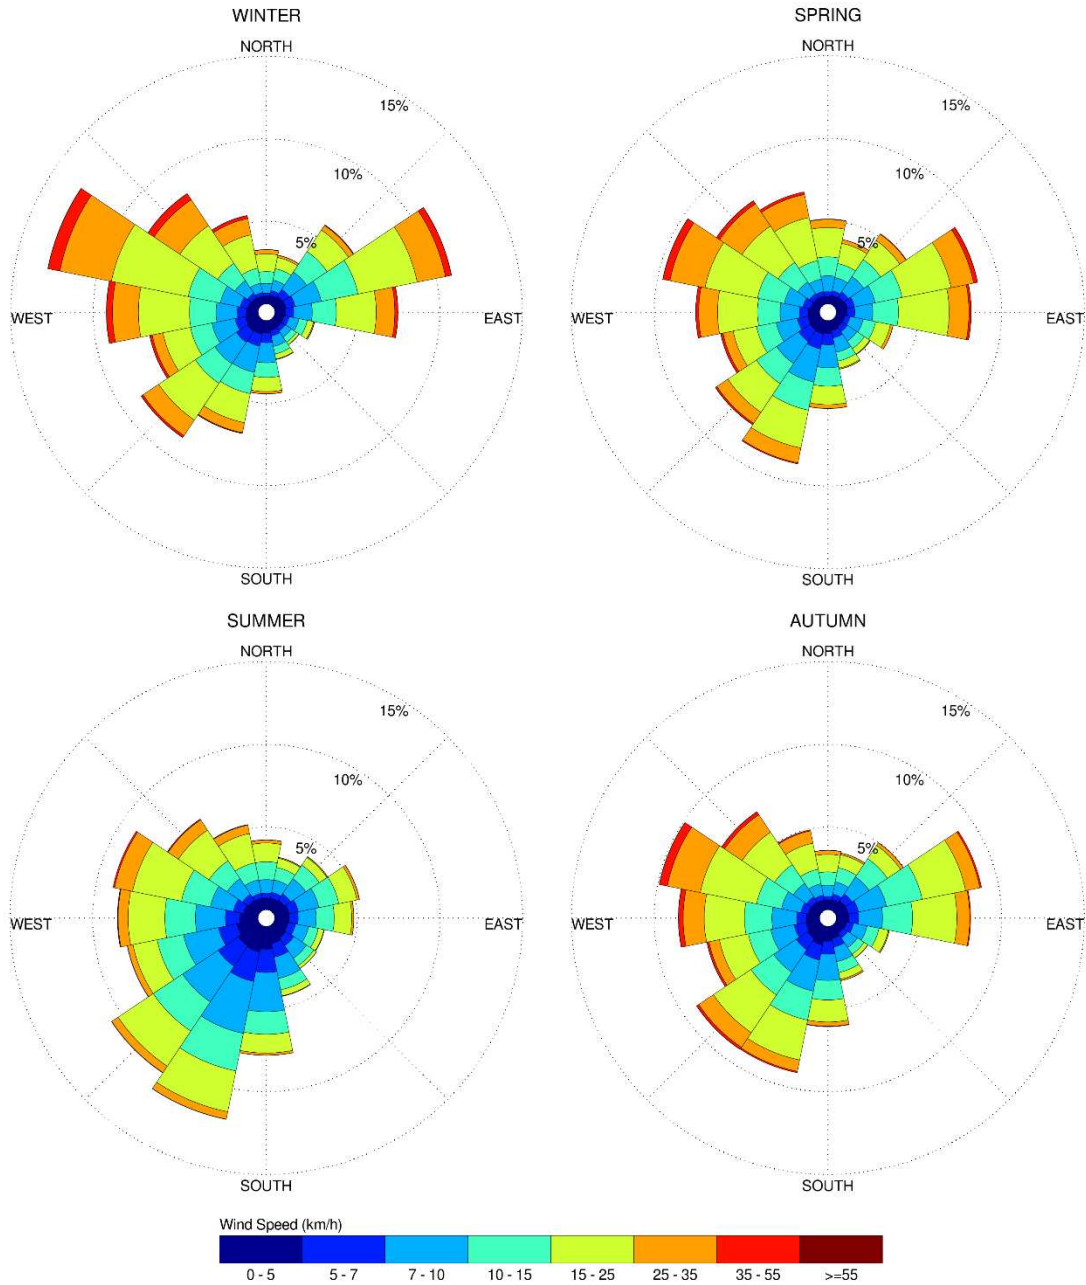 WINTER
NORTH
15%
10%
5%
WEST
EAST
SOUTH
SPRING
NORTH
15%
10%
5%
WEST
EAST
SOUTH
SUMMER
NORTH
15%
10%
5%
WEST
EAST
SOUTH
AUTUMN
NORTH
15%
10%
5%
WEST
EAST
SOUTH
Wind Speed (km/h)
0 - 5 5 - 7 7 - 10 10 - 15 15 - 25 25 - 35 35 - 55 >=55